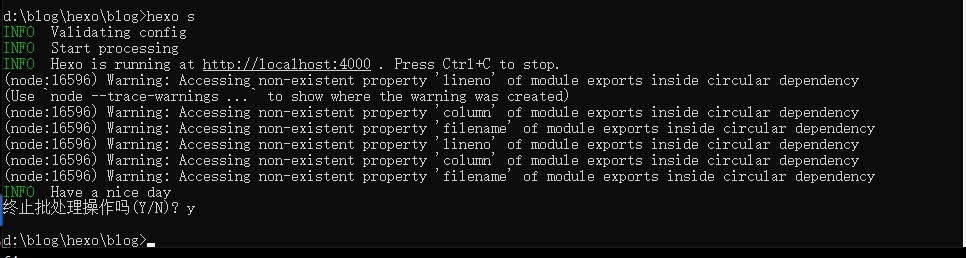 d:\blog\hexo\blog>hexo s
INFO  Validating config
INFO  Start processing
INFO  Hexo is running at http://localhost:4000 . Press Ctrl+C to stop.
(node:16596) Warning: Accessing non-existent property 'lineno' of module exports inside circular dependency
(Use `node --trace-warnings ...` to show where the warning was created)
(node:16596) Warning: Accessing non-existent property 'column' of module exports inside circular dependency
(node:16596) Warning: Accessing non-existent property 'filename' of module exports inside circular dependency
(node:16596) Warning: Accessing non-existent property 'lineno' of module exports inside circular dependency
(node:16596) Warning: Accessing non-existent property 'column' of module exports inside circular dependency
(node:16596) Warning: Accessing non-existent property 'filename' of module exports inside circular dependency
INFO  Have a nice day
终止批处理操作吗(Y/N)? y
d:\blog\hexo\blog>